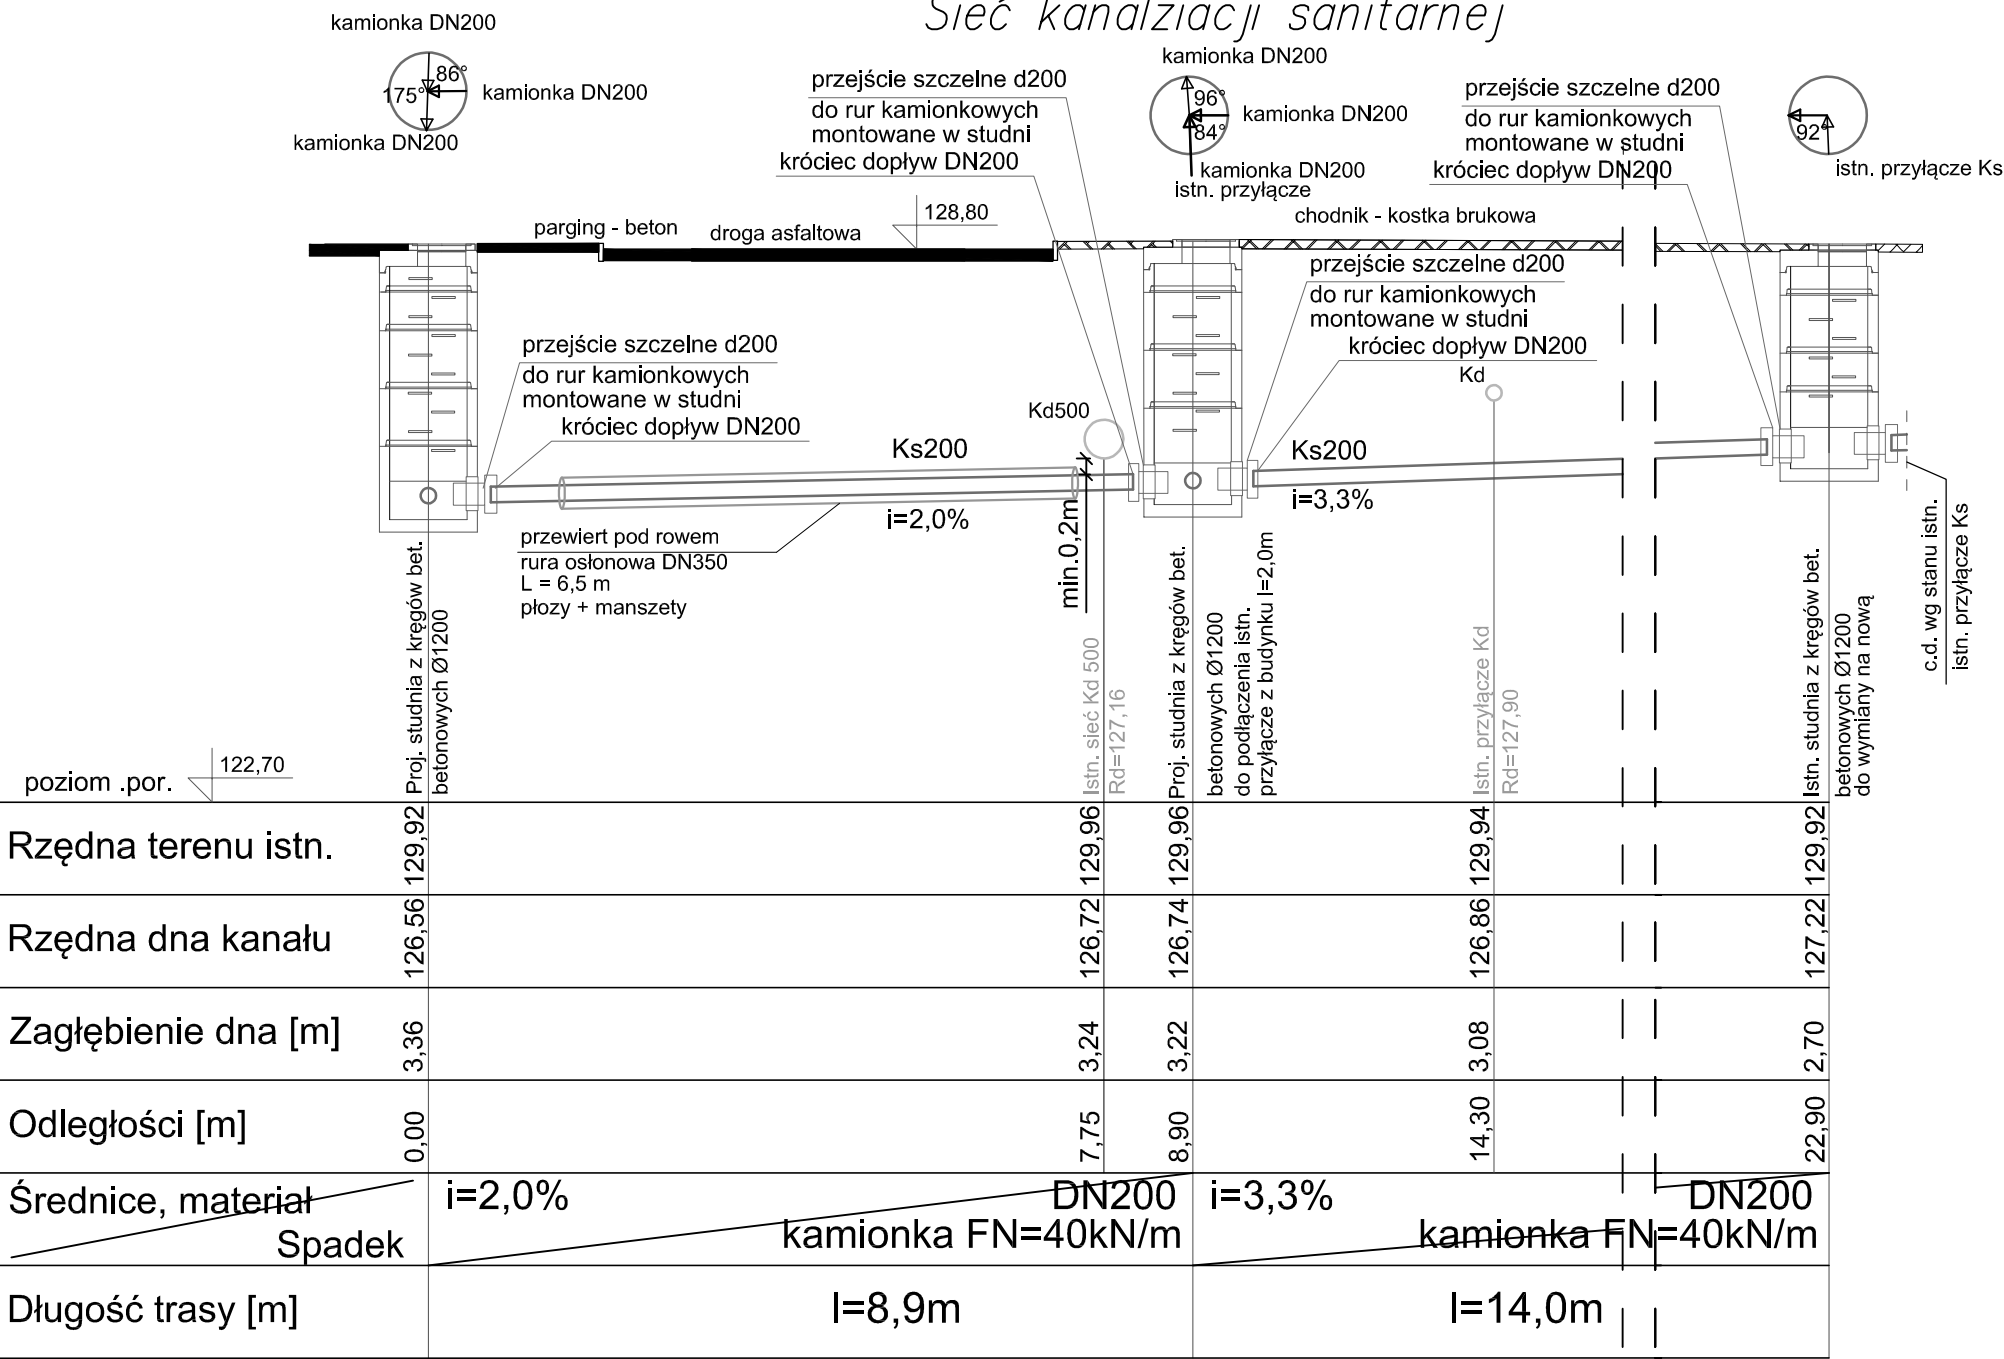 Sieć kanalziacji sanitarnej
kamionka DN200
86°
175°
kamionka DN200
kamionka DN200
przejście szczelne d200
do rur kamionkowych
montowane w studni
króciec dopływ DN200
kamionka DN200
96°
84°
kamionka DN200
kamionka DN200
istn. przyłącze
przejście szczelne d200
do rur kamionkowych
montowane w studni
króciec dopływ DN200
92°
istn. przyłącze Ks
parging - beton
droga asfaltowa
128,80
chodnik - kostka brukowa
przejście szczelne d200
do rur kamionkowych
montowane w studni
króciec dopływ DN200
przejście szczelne d200
do rur kamionkowych
montowane w studni
króciec dopływ DN200
Kd
Kd500
Ks200
i=2,0%
Ks200
i=3,3%
przewiert pod rowem
rura osłonowa DN350
L = 6,5 m
płozy + manszety
min.0,2m
Proj. studnia z kręgów bet.
betonowych Ø1200
Istn. sieć Kd 500
Rd=127,16
Proj. studnia z kręgów bet.
betonowych Ø1200
do podłączenia istn.
przyłącze z budynku l=2,0m
Istn. przyłącze Kd
Rd=127,90
Istn. studnia z kręgów bet.
betonowych Ø1200
do wymiany na nową
c.d. wg stanu istn.
istn. przyłącze Ks
poziom .por.
122,70
Rzędna terenu istn. 129,92 129,96 129,96 129,94 129,92
Rzędna dna kanału 126,56 126,72 126,74 126,86 127,22
Zagłębienie dna [m] 3,36 3,24 3,22 3,08 2,70
Odległości [m] 0,00 7,75 8,90 14,30 22,90
Średnice, materiał i=2,0% DN200 i=3,3% DN200
Spadek kamionka FN=40kN/m kamionka FN=40kN/m
Długość trasy [m] l=8,9m l=14,0m